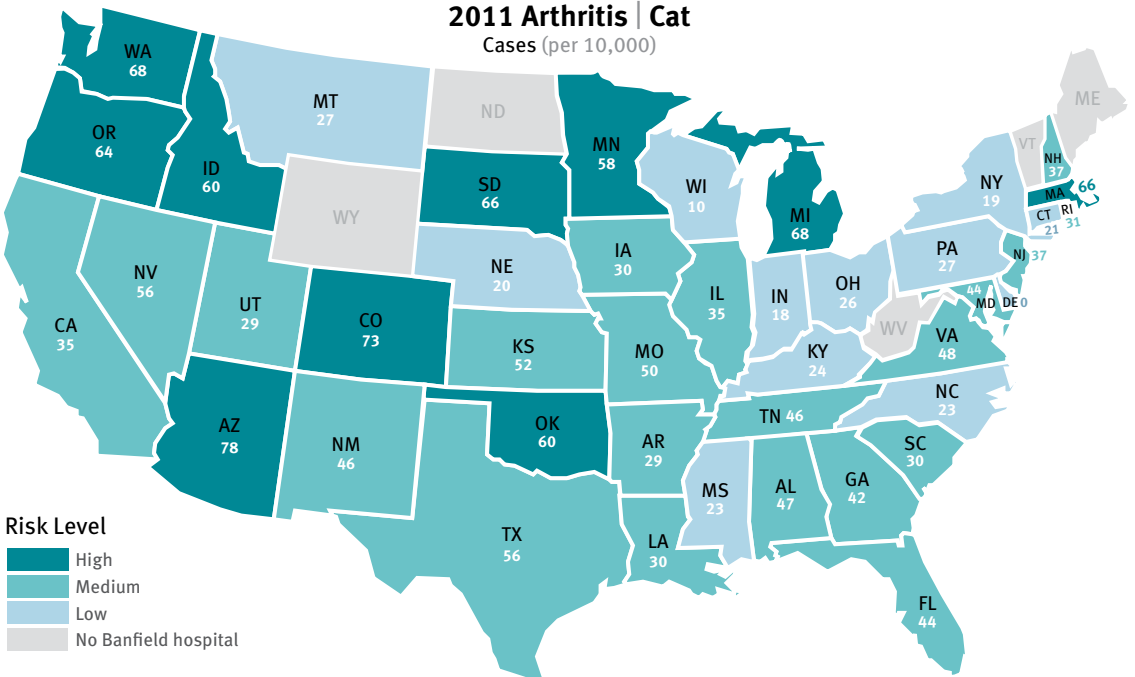 2011 Arthritis | Cat
Cases (per 10,000)
WA
68
OR
64
ID
60
MT
27
ND
MN
58
SD
66
WY
WI
10
MI
68
ME
VT
NH
37
NY
19
MA 66
CT
21
RI
31
NV
56
UT
29
CA
35
CO
73
NE
20
IA
30
IL
35
IN
18
OH
26
PA
27
NJ 37
44
MD
DE 0
WV
VA
48
KS
52
MO
50
KY
24
NC
23
TN 46
AZ
78
NM
46
OK
60
AR
29
SC
30
MS
23
AL
47
GA
42
TX
56
LA
30
FL
44
Risk Level
High
Medium
Low
No Banfield hospital